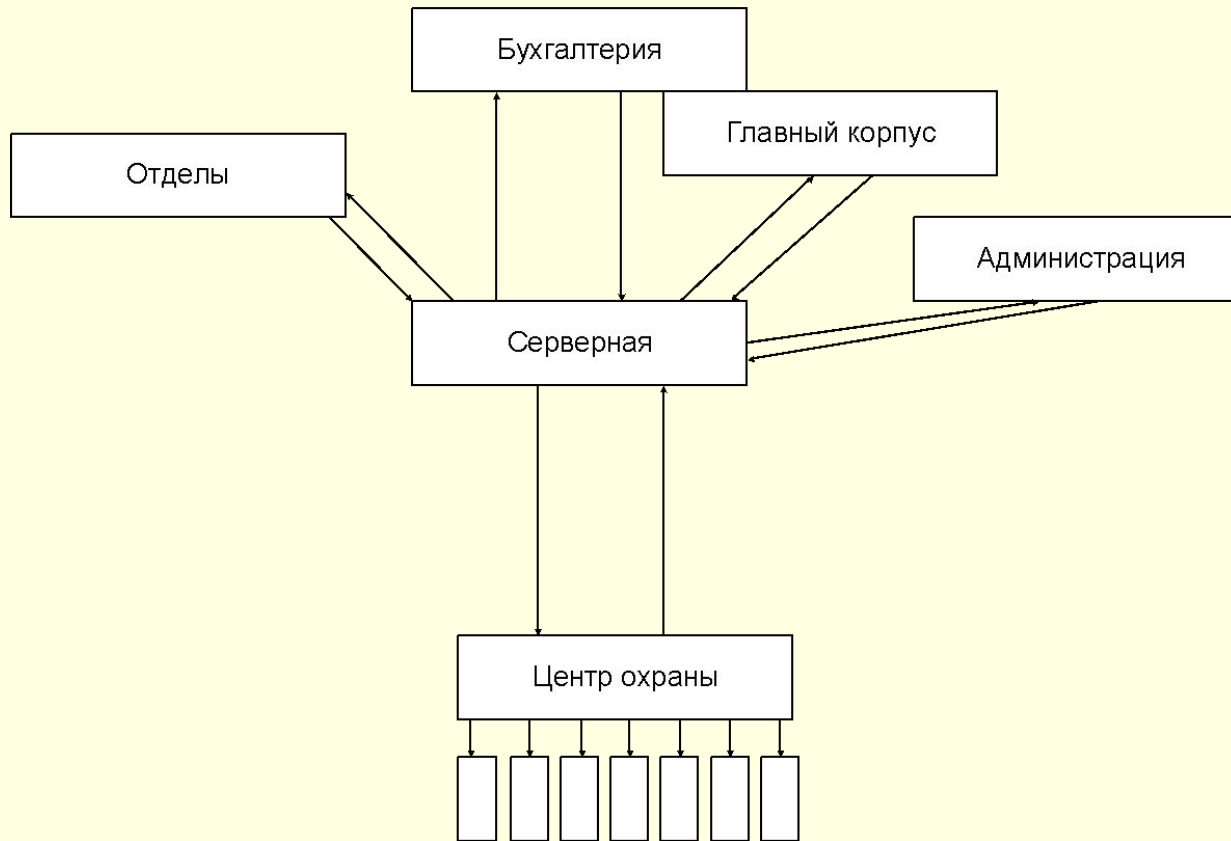 Бухгалтерия
Главный корпус
Отделы
Администрация
Серверная
Центр охраны